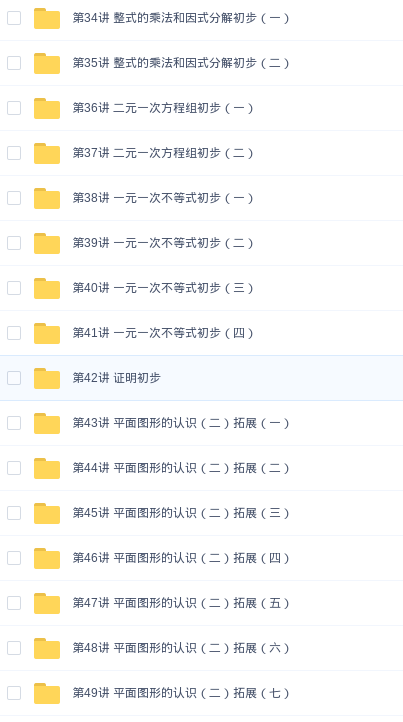 第34讲 整式的乘法和因式分解初步（一）
第35讲 整式的乘法和因式分解初步（二）
第36讲 二元一次方程组初步（一）
第37讲 二元一次方程组初步（二）
第38讲 一元一次不等式初步（一）
第39讲 一元一次不等式初步（二）
第40讲 一元一次不等式初步（三）
第41讲 一元一次不等式初步（四）
第42讲 证明初步
第43讲 平面图形的认识（二）拓展（一）
第44讲 平面图形的认识（二）拓展（二）
第45讲 平面图形的认识（二）拓展（三）
第46讲 平面图形的认识（二）拓展（四）
第47讲 平面图形的认识（二）拓展（五）
第48讲 平面图形的认识（二）拓展（六）
第49讲 平面图形的认识（二）拓展（七）